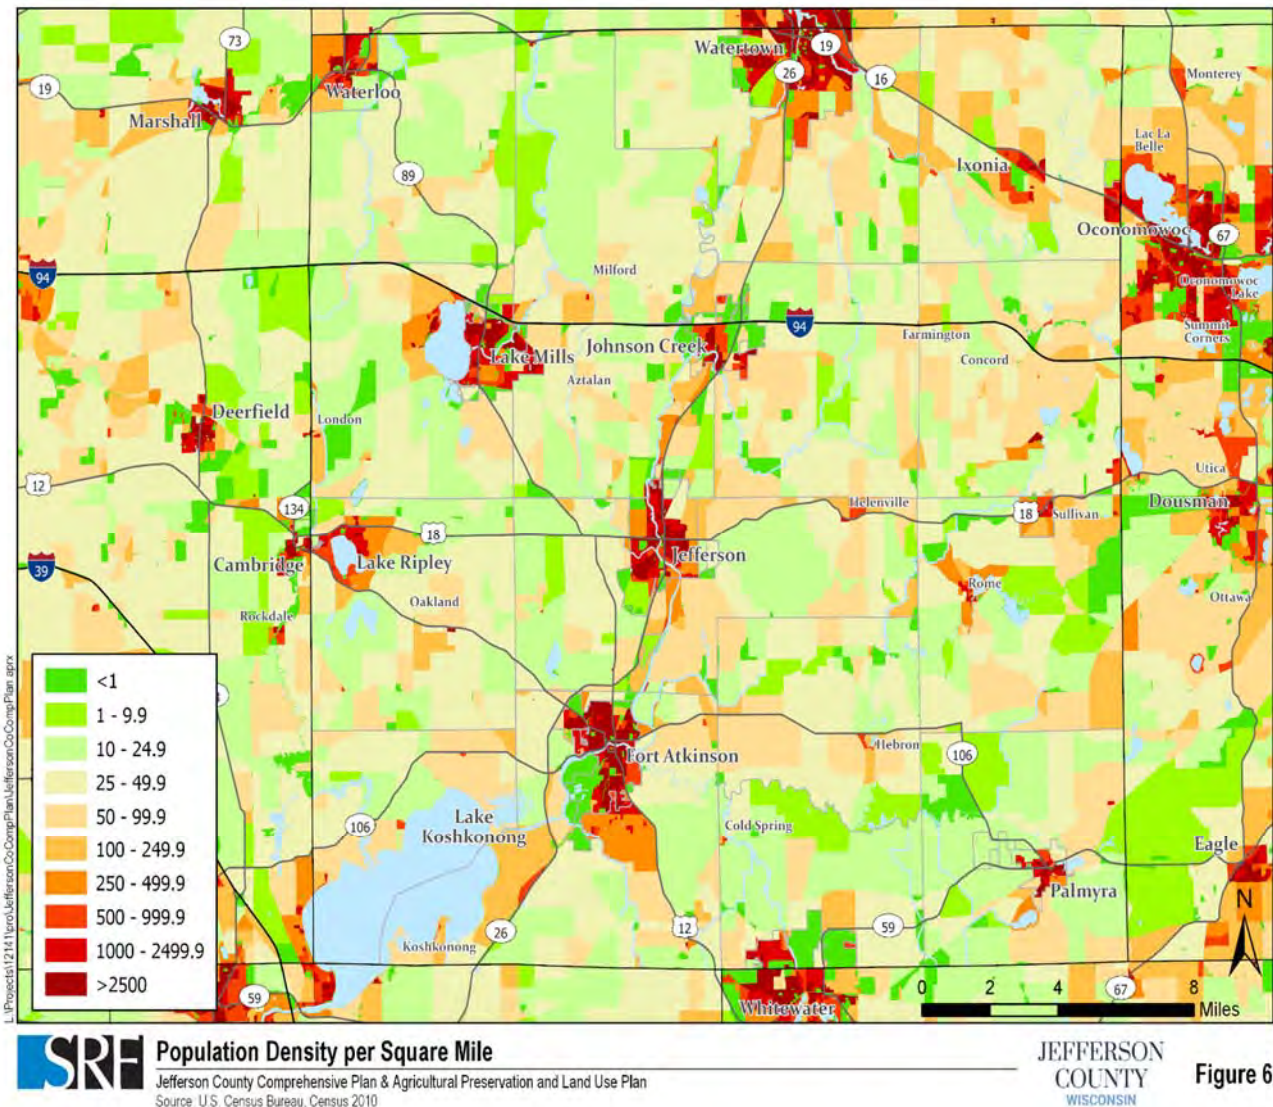 73
19
Watertown
19
26
16
Monterey
Waterloo
Marshall
Lac La
Belle
Ixonia
89
Oconomowoc
67
94
Milford
Oconomowoc
Lake
94
Summit
Corners
Johnson Creek
Farmington
Lake Mills
Concord
Aztalan
Deerfield
London
Utica
12
Helenville
Dousman
134
18
Sullivan
18
Jefferson
Cambridge
Lake Ripley
39
Rome
Oakland
Ottawa
Rockdale
<1
1 - 9.9
10 - 24.9
25 - 49.9
50 - 99.9
100 - 249.9
250 - 499.9
500 - 999.9
1000 - 2499.9
>2500
Hebron
106
Fort Atkinson
Lake
Koshkonong
106
Cold Spring
Eagle
Palmyra
N
Koshkonong
26
12
59
59
67
0 2 4 8
Miles
Whitewater
L:\Projects\12141\pro\JeffersonCoCompPlan\JeffersonCoCompPlan.aprx
SRF
Population Density per Square Mile
Jefferson County Comprehensive Plan & Agricultural Preservation and Land Use Plan
Source: U.S. Census Bureau, Census 2010
JEFFERSON
COUNTY
WISCONSIN
Figure 6